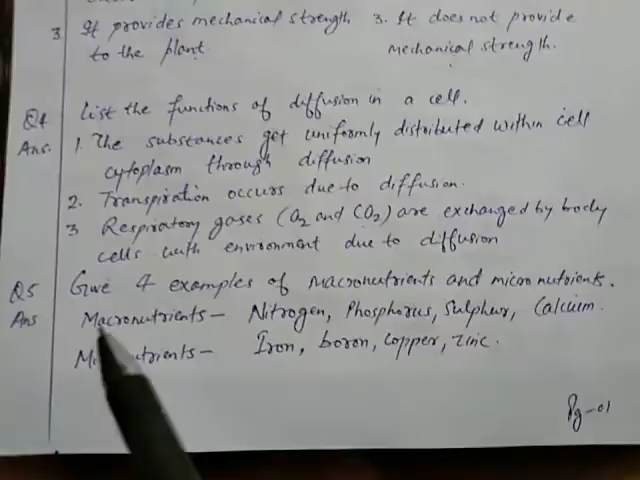 3 It provides mechanical strength 3. It does not provide
to the plant. mechanical strength.
Q4 List the functions of diffusion in a cell.
Ans. 1. The substances get uniformly distributed within cell
cytoplasm through diffusion
2. Transpiration occurs due to diffusion.
3 Respiratory gases (O2 and CO2) are exchanged by body
cells with environment due to diffusion
Q5 Give 4 examples of macronutrients and micronutrients.
Ans Macronutrients – Nitrogen, Phosphorus, Sulphur, Calcium.
Iron, boron, Copper, zinc.
Pg-01